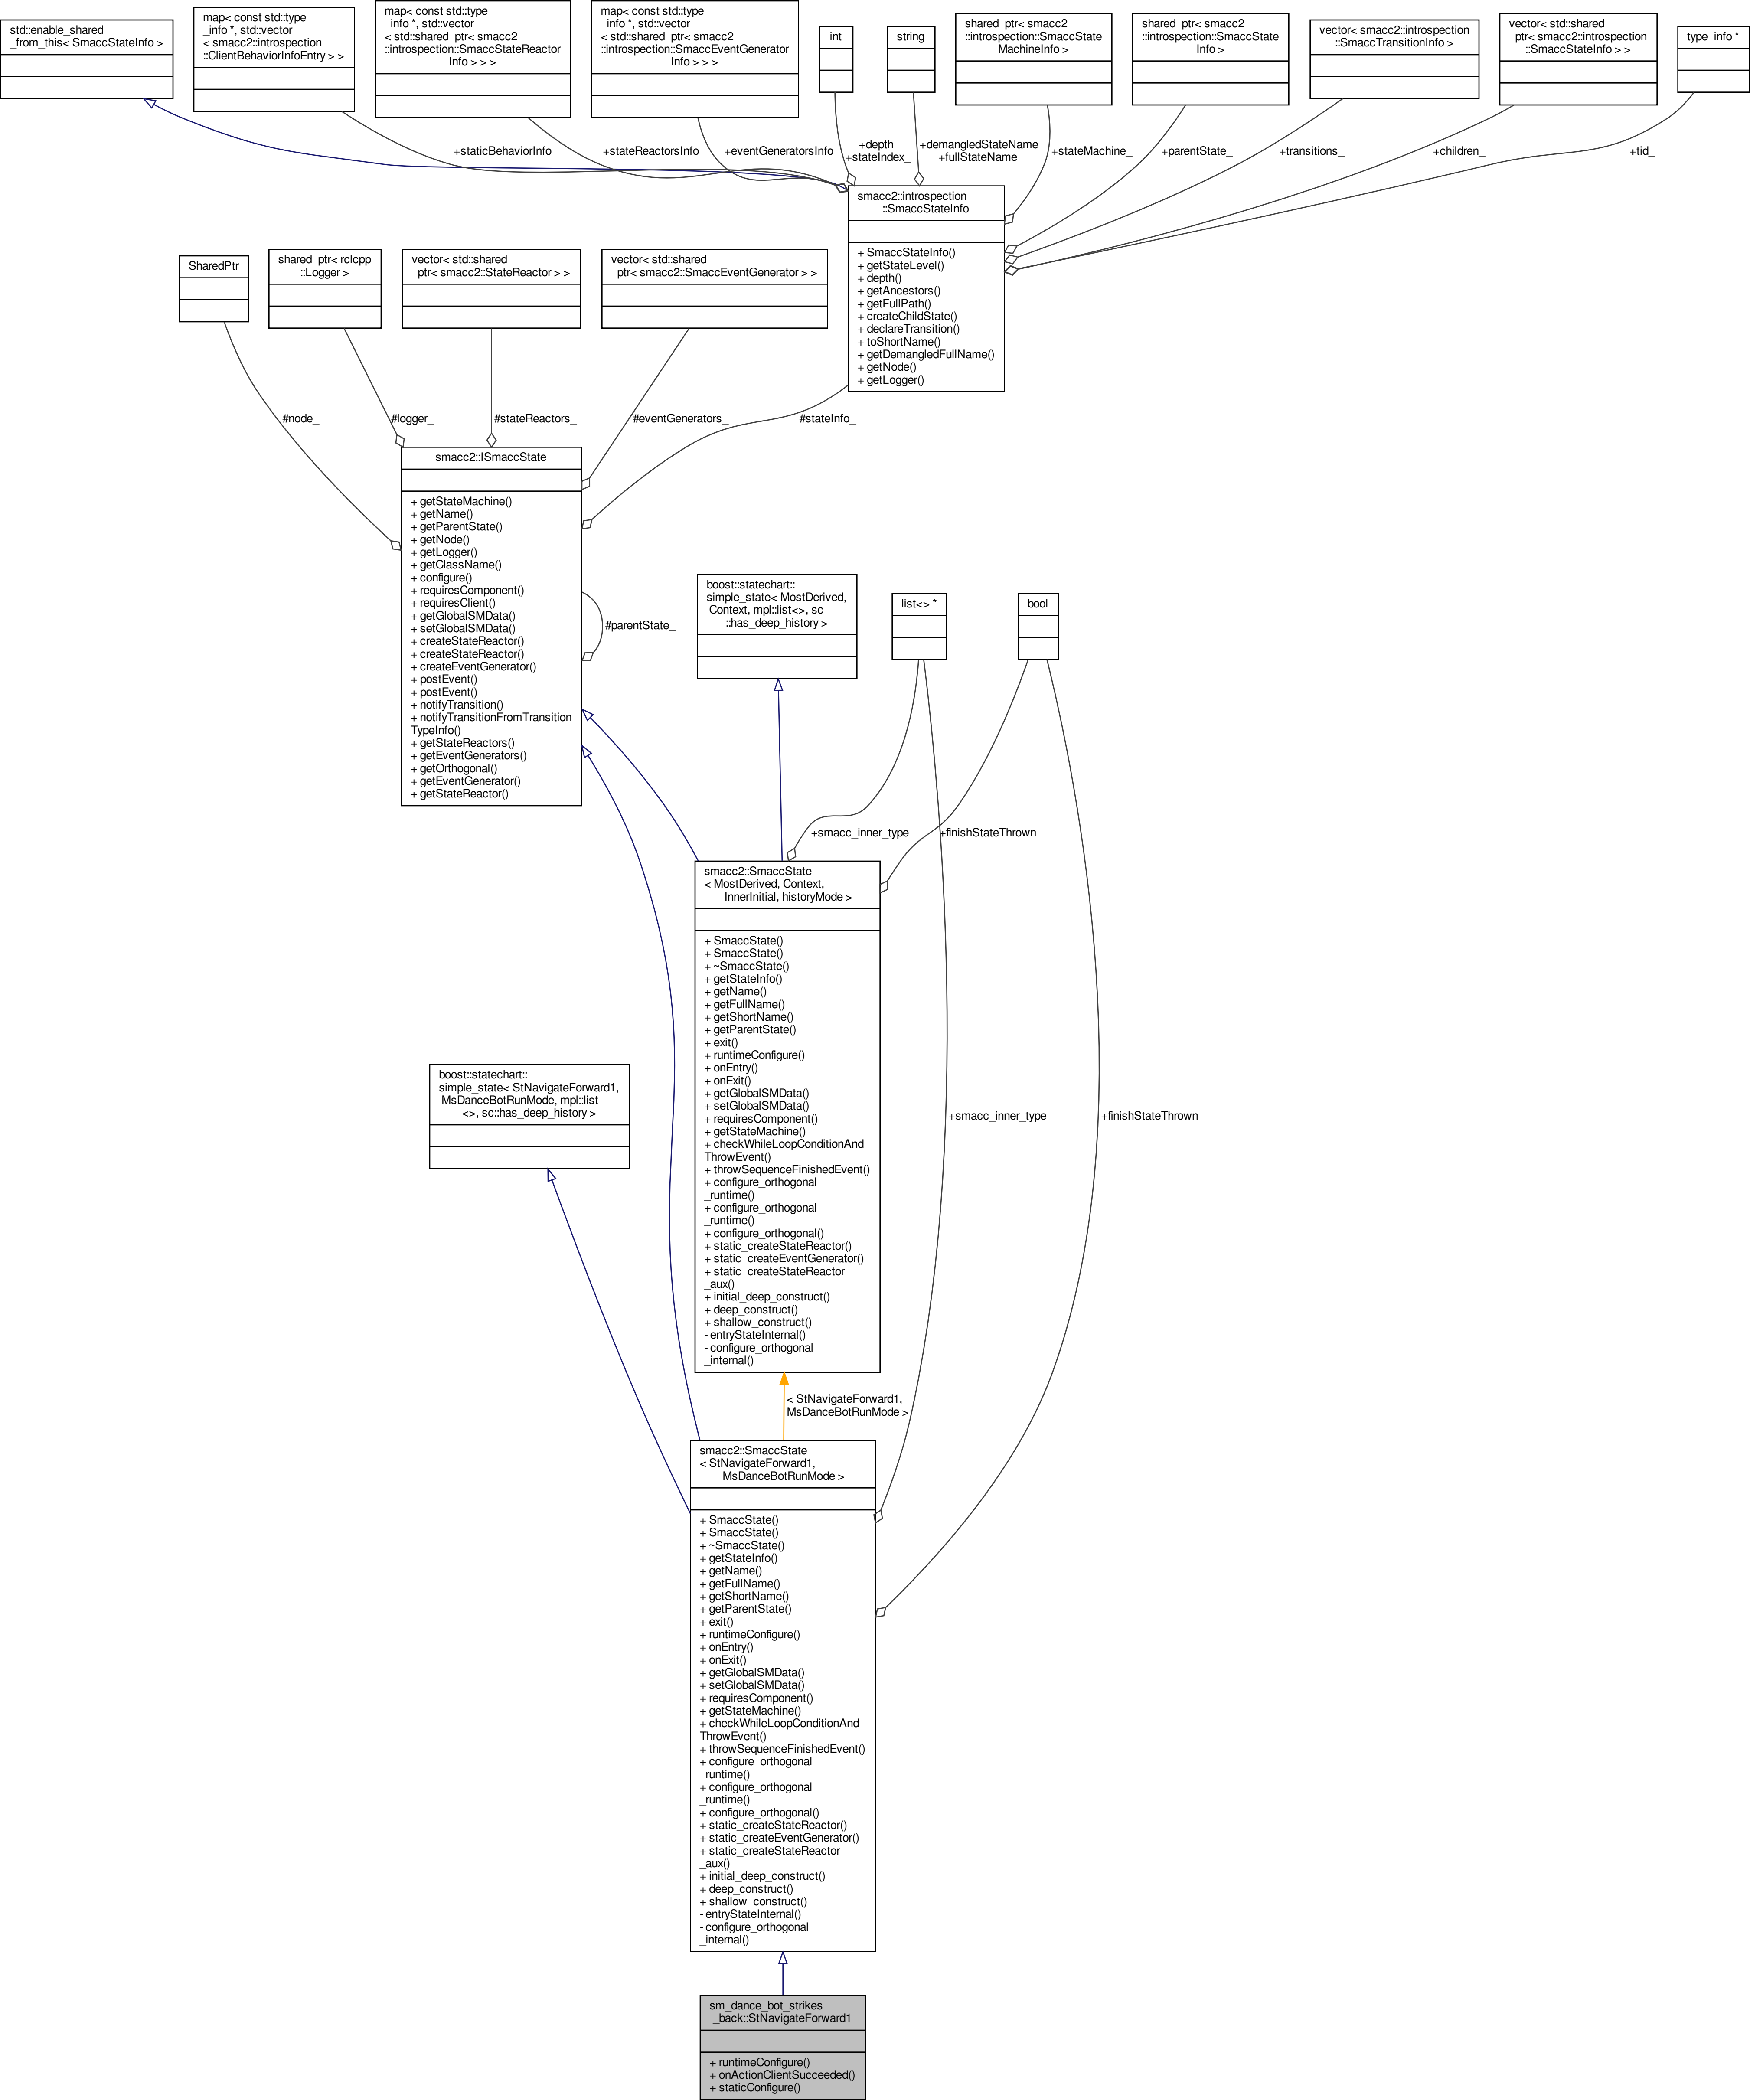 std::enable_shared
_from_this< SmaccStateInfo >
map< const std::type
_info *, std::vector
< smacc2::introspection
::ClientBehaviorInfoEntry > >
map< const std::type
_info *, std::vector
< std::shared_ptr< smacc2
::introspection::SmaccStateReactor
Info > > >
map< const std::type
_info *, std::vector
< std::shared_ptr< smacc2
::introspection::SmaccEventGenerator
Info > > >
int
string
shared_ptr< smacc2
::introspection::SmaccState
MachineInfo >
shared_ptr< smacc2
::introspection::SmaccState
Info >
vector< smacc2::introspection
::SmaccTransitionInfo >
vector< std::shared
_ptr< smacc2::introspection
::SmaccStateInfo > >
type_info *
+staticBehaviorInfo
+stateReactorsInfo
+eventGeneratorsInfo
+depth_
+stateIndex_
+demangledStateName
+fullStateName
+stateMachine_
+parentState_
+transitions_
+children_
+tid_
smacc2::introspection
::SmaccStateInfo
+ SmaccStateInfo()
+ getStateLevel()
+ depth()
+ getAncestors()
+ getFullPath()
+ createChildState()
+ declareTransition()
+ toShortName()
+ getDemangledFullName()
+ getNode()
+ getLogger()
SharedPtr
shared_ptr< rclcpp
::Logger >
vector< std::shared
_ptr< smacc2::StateReactor > >
vector< std::shared
_ptr< smacc2::SmaccEventGenerator > >
#node_
#logger_
#stateReactors_
#eventGenerators_
#stateInfo_
smacc2::ISmaccState
+ getStateMachine()
+ getName()
+ getParentState()
+ getNode()
+ getLogger()
+ getClassName()
+ configure()
+ requiresComponent()
+ requiresClient()
+ getGlobalSMData()
+ setGlobalSMData()
+ createStateReactor()
+ createStateReactor()
+ createEventGenerator()
+ postEvent()
+ postEvent()
+ notifyTransition()
+ notifyTransitionFromTransition
TypeInfo()
+ getStateReactors()
+ getEventGenerators()
+ getOrthogonal()
+ getEventGenerator()
+ getStateReactor()
#parentState_
boost::statechart::
simple_state< MostDerived,
Context, mpl::list<>, sc
::has_deep_history >
list<> *
bool
+smacc_inner_type
+finishStateThrown
smacc2::SmaccState
< MostDerived, Context,
InnerInitial, historyMode >
+ SmaccState()
+ SmaccState()
+ ~SmaccState()
+ getStateInfo()
+ getName()
+ getFullName()
+ getShortName()
+ getParentState()
+ exit()
+ runtimeConfigure()
+ onEntry()
+ onExit()
+ getGlobalSMData()
+ setGlobalSMData()
+ requiresComponent()
+ getStateMachine()
+ checkWhileLoopConditionAnd
ThrowEvent()
+ throwSequenceFinishedEvent()
+ configure_orthogonal
_runtime()
+ configure_orthogonal
_runtime()
+ configure_orthogonal()
+ static_createStateReactor()
+ static_createEventGenerator()
+ static_createStateReactor
_aux()
+ initial_deep_construct()
+ deep_construct()
+ shallow_construct()
- entryStateInternal()
- configure_orthogonal
_internal()
boost::statechart::
simple_state< StNavigateForward1,
MsDanceBotRunMode, mpl::list
<>, sc::has_deep_history >
+smacc_inner_type
+finishStateThrown
< StNavigateForward1,
MsDanceBotRunMode >
smacc2::SmaccState
< StNavigateForward1,
MsDanceBotRunMode >
+ SmaccState()
+ SmaccState()
+ ~SmaccState()
+ getStateInfo()
+ getName()
+ getFullName()
+ getShortName()
+ getParentState()
+ exit()
+ runtimeConfigure()
+ onEntry()
+ onExit()
+ getGlobalSMData()
+ setGlobalSMData()
+ requiresComponent()
+ getStateMachine()
+ checkWhileLoopConditionAnd
ThrowEvent()
+ throwSequenceFinishedEvent()
+ configure_orthogonal
_runtime()
+ configure_orthogonal
_runtime()
+ configure_orthogonal()
+ static_createStateReactor()
+ static_createEventGenerator()
+ static_createStateReactor
_aux()
+ initial_deep_construct()
+ deep_construct()
+ shallow_construct()
- entryStateInternal()
- configure_orthogonal
_internal()
sm_dance_bot_strikes
_back::StNavigateForward1
+ runtimeConfigure()
+ onActionClientSucceeded()
+ staticConfigure()